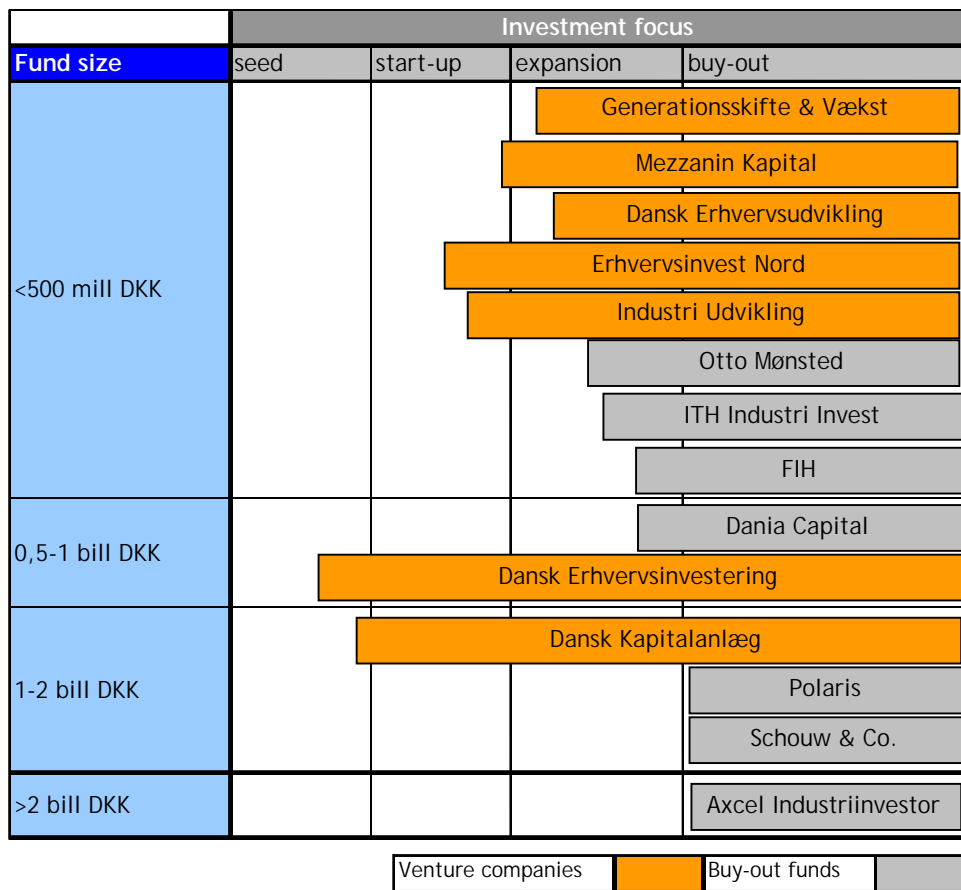 Investment focus
Fund size
seed
start-up
expansion
buy-out
<500 mill DKK
Generationsskifte & Vækst
Mezzanin Kapital
Dansk Erhvervsudvikling
Erhvervsinvest Nord
Industri Udvikling
Otto Mønsted
ITH Industri Invest
FIH
0,5-1 bill DKK
Dania Capital
Dansk Erhvervsinvestering
1-2 bill DKK
Dansk Kapitalanlæg
Polaris
Schouw & Co.
>2 bill DKK
Axcel Industriinvestor
Venture companies
Buy-out funds